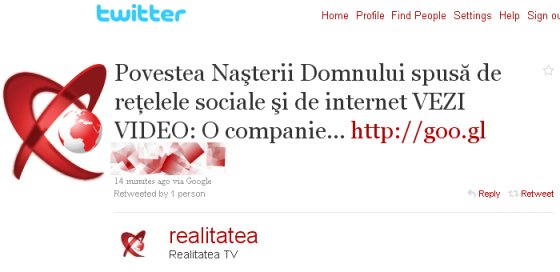 twitter
Home Profile Find People Settings Help Sign ou
Povestea Naşterii Domnului spusă de
reţelele sociale şi de internet VEZI
VIDEO: O companie... http://goo.gl
14 minutes ago via Google
Retweeted by 1 person
Reply Retweet
realitatea
Realitatea TV